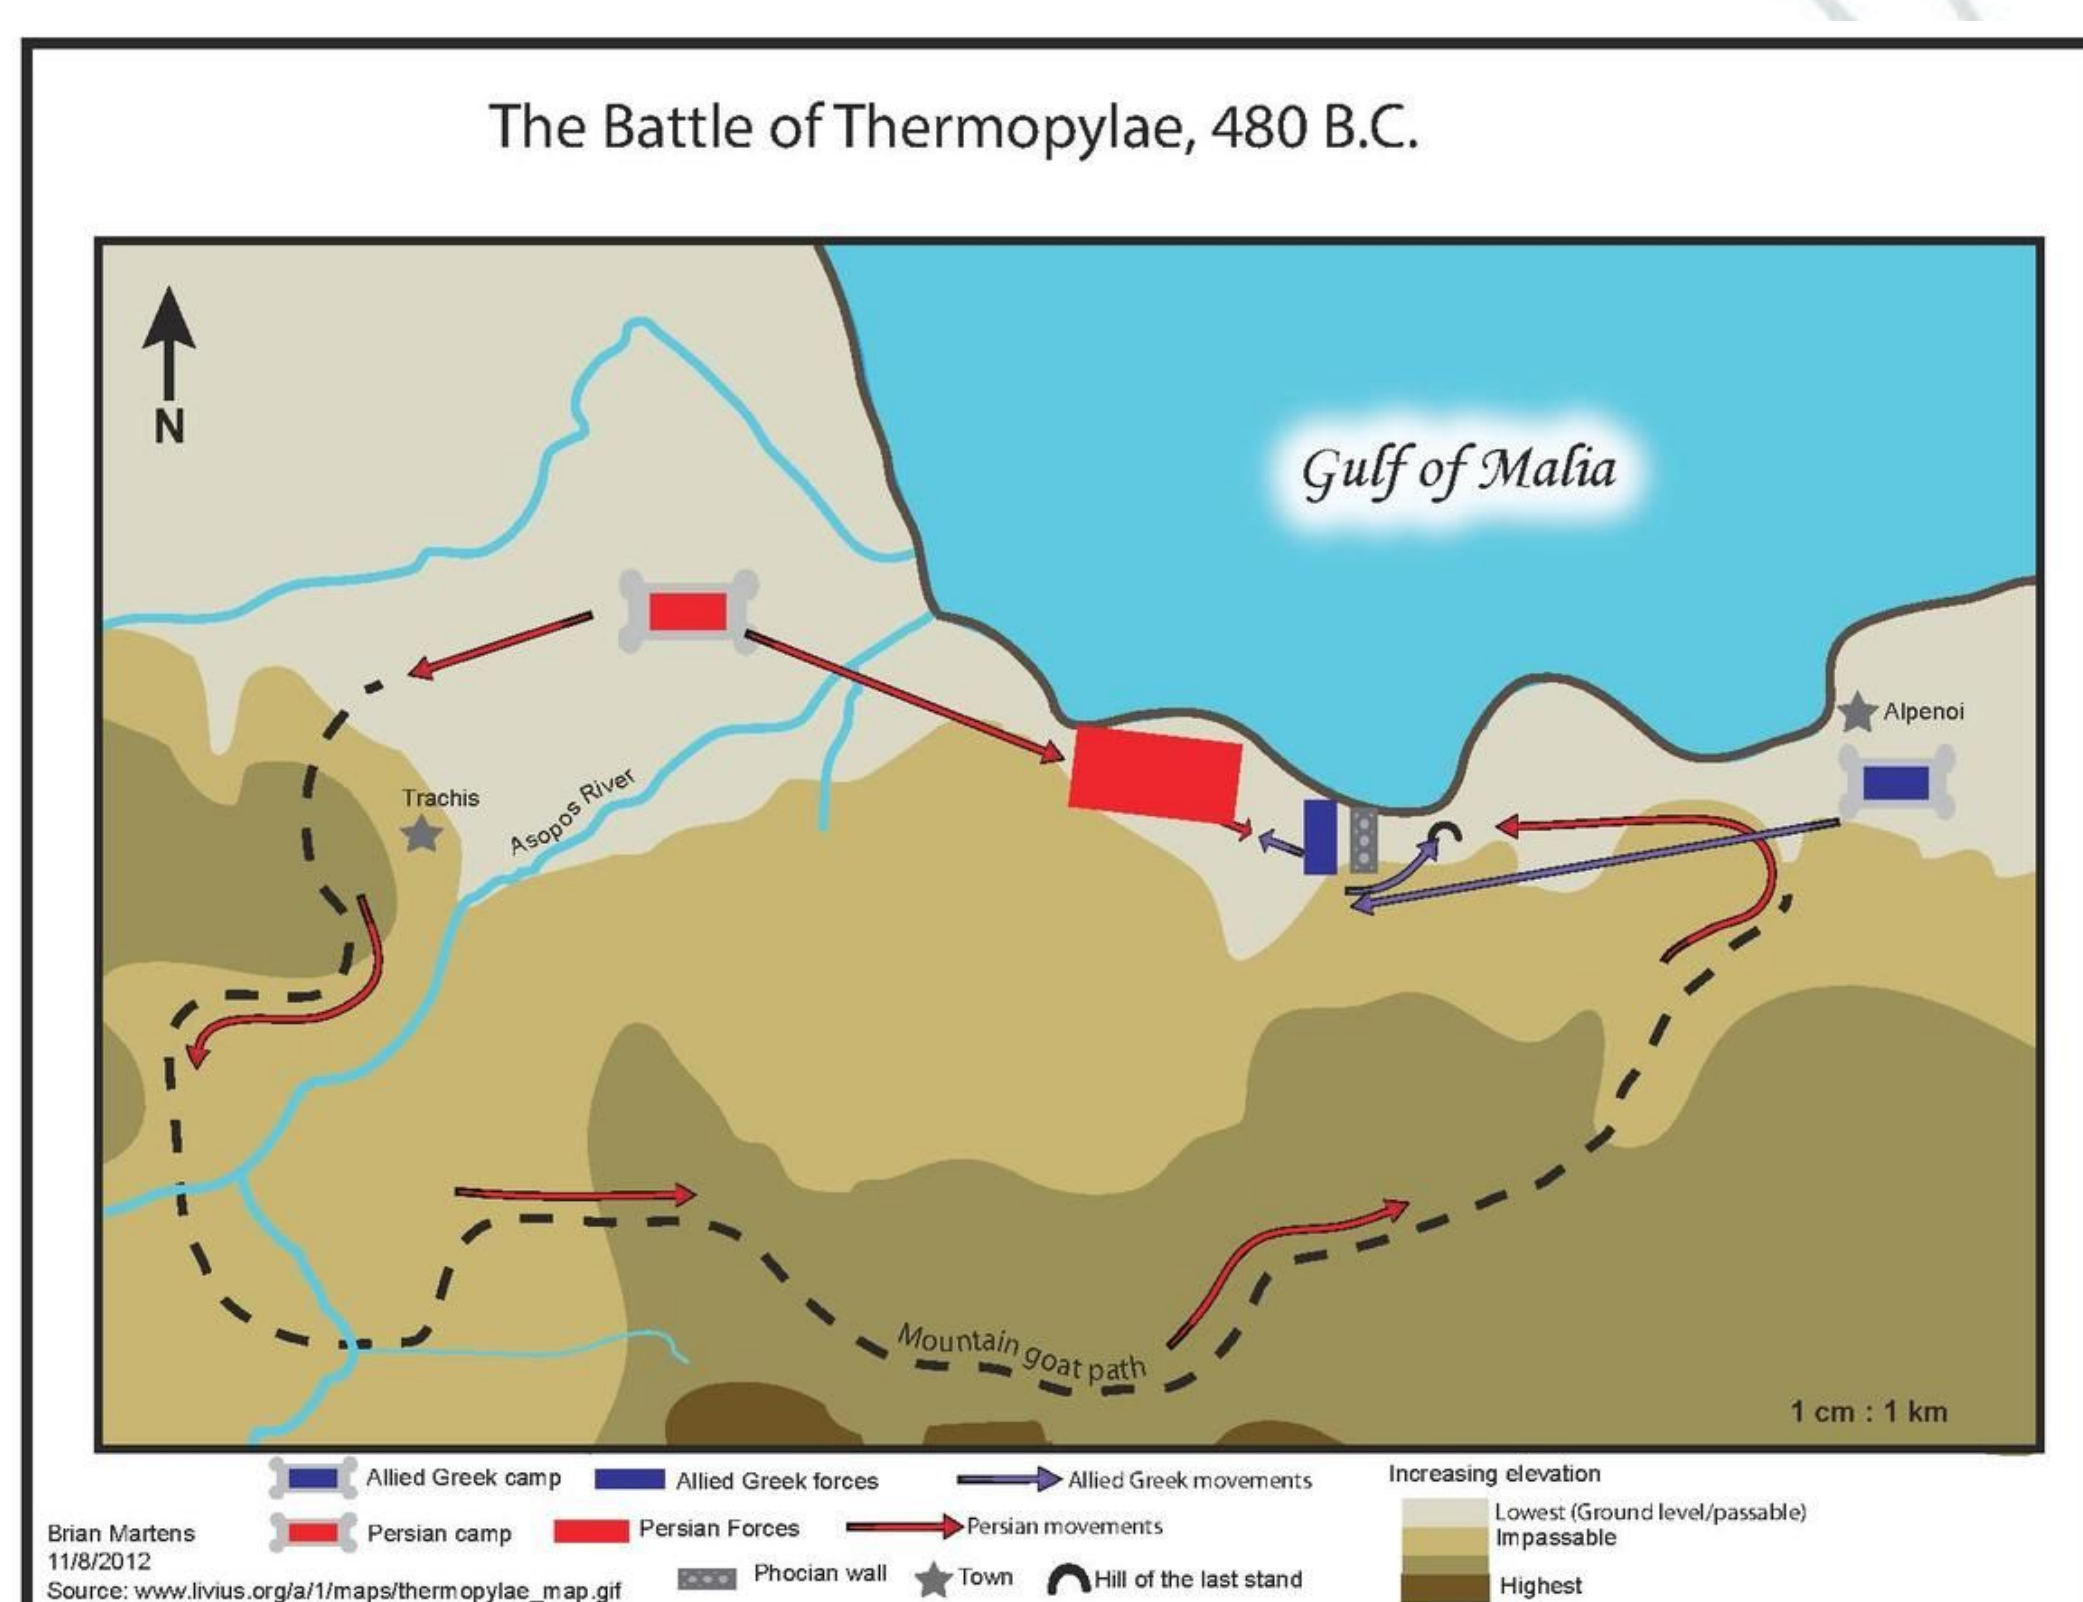 The Battle of Thermopylae, 480 B.C.
N
Gulf of Malia
Alpenoi
Trachis
Asopos River
Mountain goat path
1 cm : 1 km
Allied Greek camp
Allied Greek forces
Allied Greek movements
Increasing elevation
Lowest (Ground level/passable)
Impassable
Highest
Persian camp
Persian Forces
Persian movements
Phocian wall
Town
Hill of the last stand
Brian Martens
11/8/2012
Source: www.livius.org/a/1/maps/thermopylae_map.gif